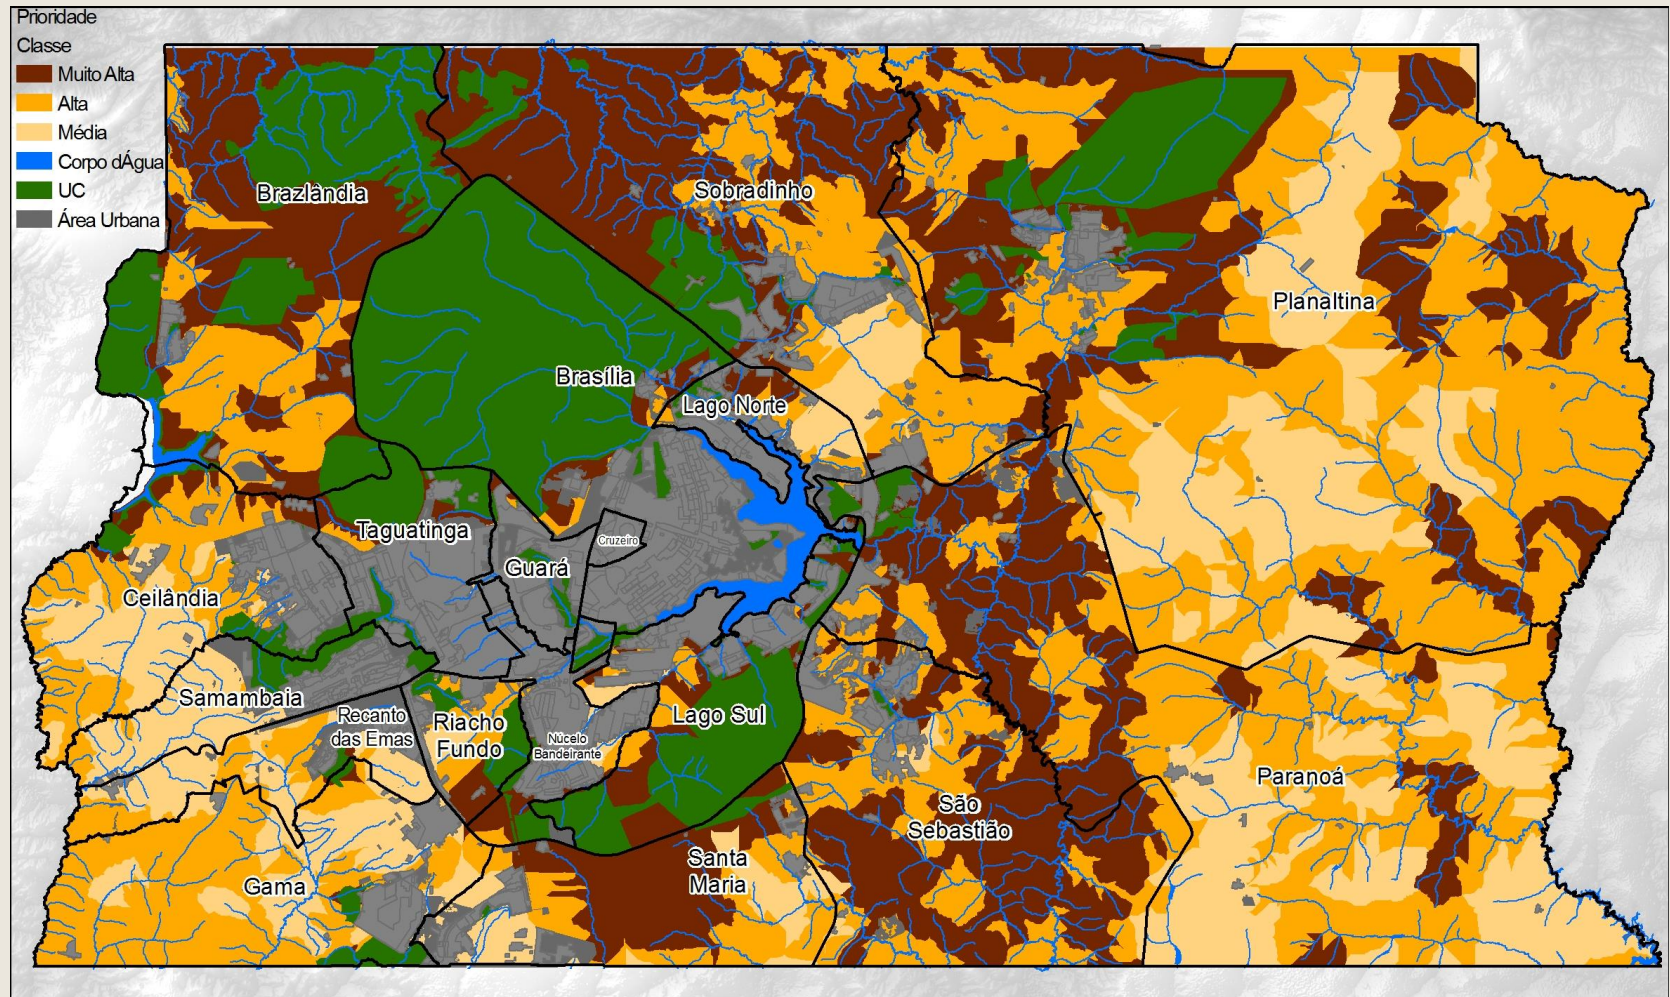 Prioridade
Classe
Muito Alta
Alta
Média
Corpo dÁgua
UC
Área Urbana
Brazlândia
Sobradinho
Planaltina
Brasília
Lago Norte
Taguatinga
Cruzeiro
Guará
Ceilândia
Samambaia
Recanto
das Emas
Riacho
Fundo
Núcelo
Bandeirante
Lago Sul
Paranoá
São
Sebastião
Santa
Maria
Gama